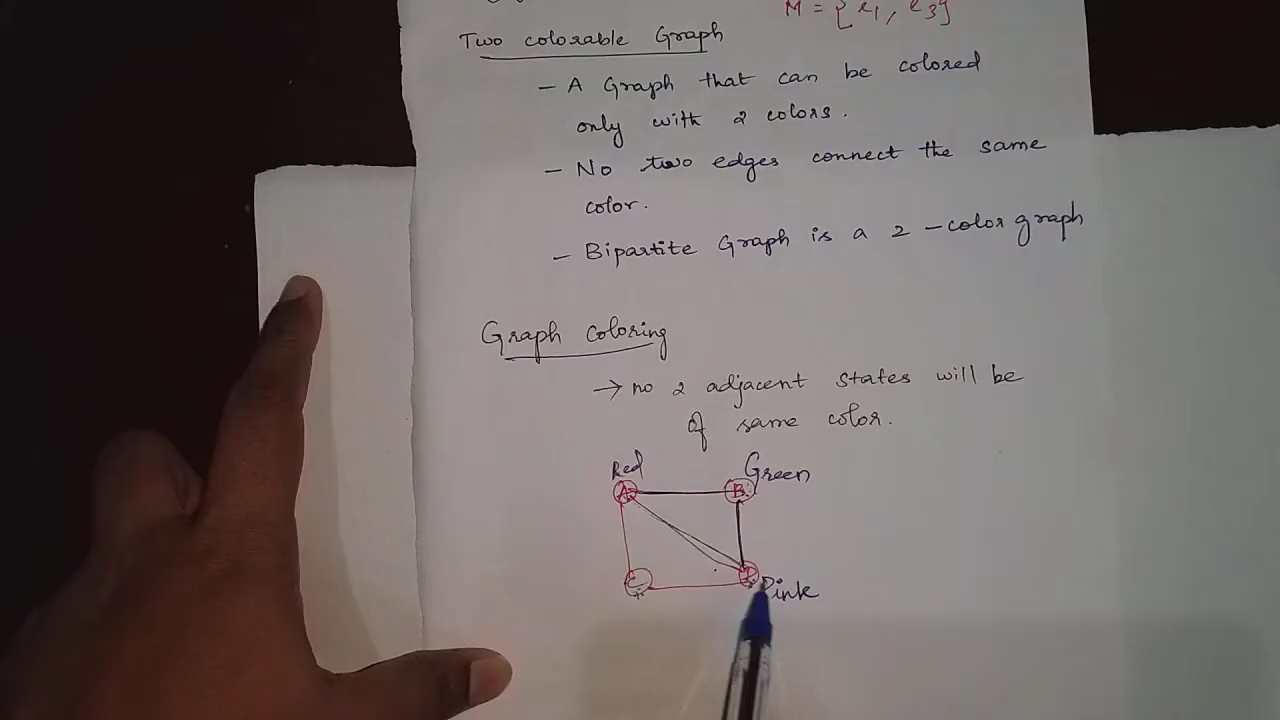 M = {e1, e3}
Two colorable Graph
- A Graph that can be colored
only with 2 colors.
- No two edges connect the same
color.
- Bipartite Graph is a 2-color graph
Graph coloring
→ no 2 adjacent states will be
of same color.
Red
Green
A
B
C
D
Pink